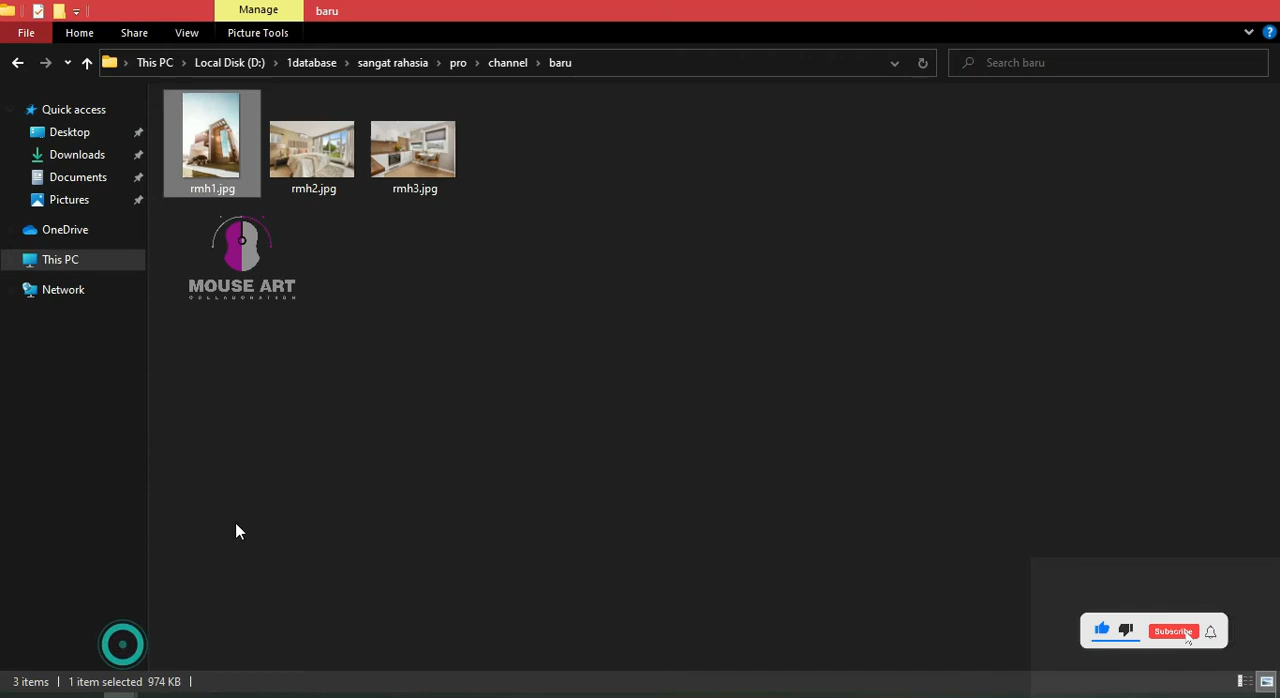 Manage
baru
File
Home
Share
View
Picture Tools
This PC
Local Disk (D:)
1database
sangat rahasia
pro
channel
baru
Search baru
Quick access
Desktop
Downloads
Documents
Pictures
OneDrive
This PC
Network
rmh1.jpg
rmh2.jpg
rmh3.jpg
MOUSE ART
COLLABORATION
Subscribe
3 items
1 item selected 974 KB